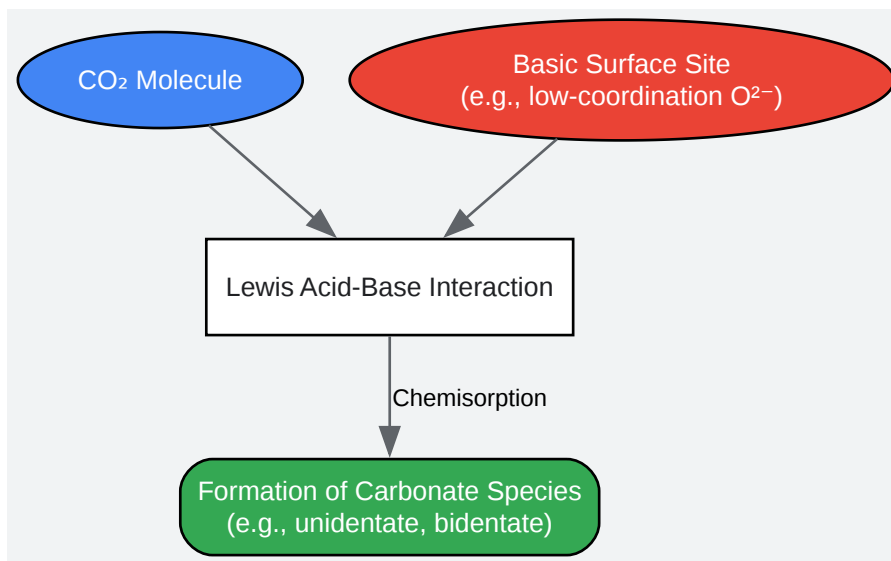 CO₂ Molecule
Basic Surface Site
(e.g., low-coordination O²⁻)
Lewis Acid-Base Interaction
Chemisorption
Formation of Carbonate Species
(e.g., unidentate, bidentate)